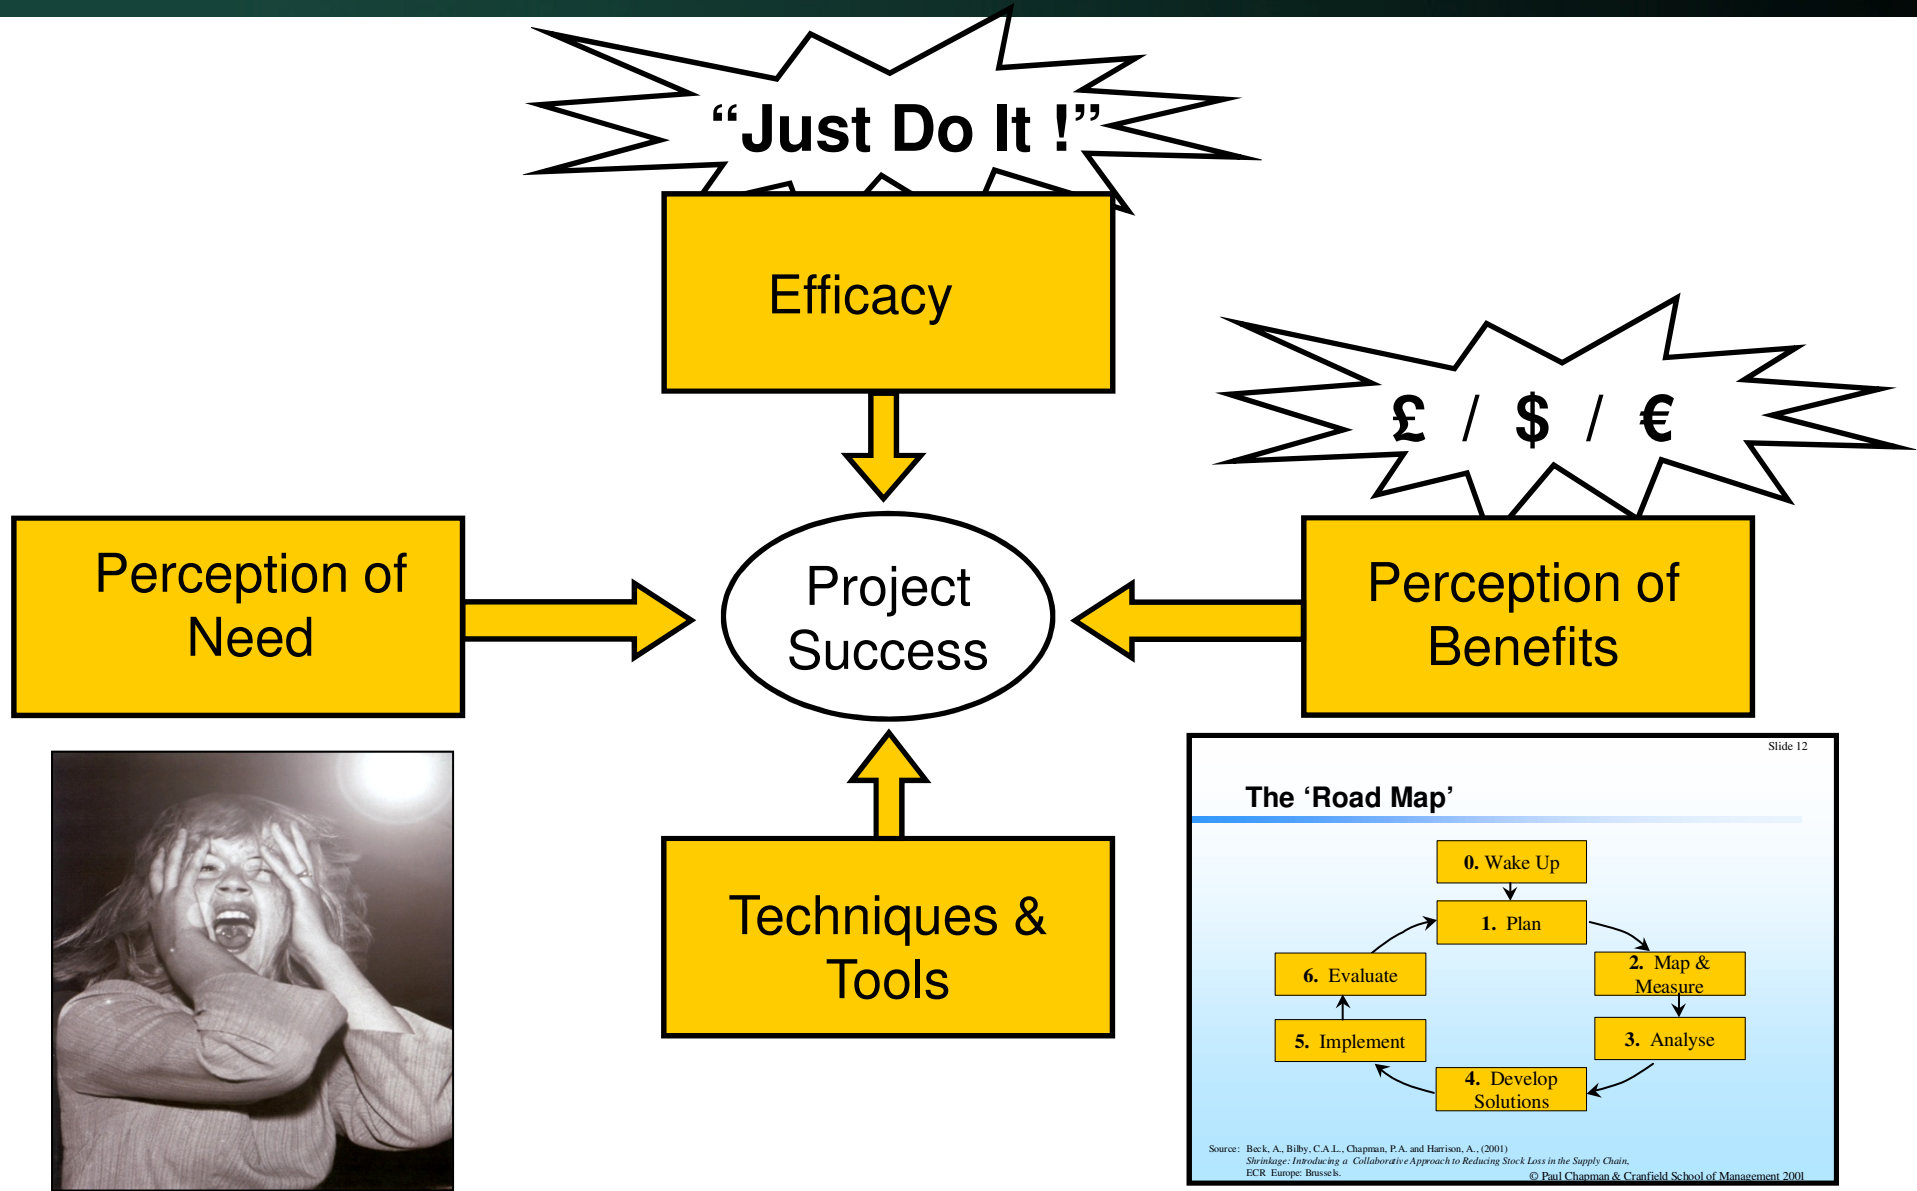 “Just Do It !”
Efficacy
£ / $ / €
Perception of
Need
Project
Success
Perception of
Benefits
Techniques &
Tools
Slide 12
The ‘Road Map’
0. Wake Up
1. Plan
2. Map &
Measure
3. Analyse
4. Develop
Solutions
5. Implement
6. Evaluate
Source: Beck, A., Bilby, C.A.L., Chapman, P.A. and Harrison, A., (2001)
Shrinkage: Introducing a Collaborative Approach to Reducing Stock Loss in the Supply Chain,
ECR Europe: Brussels.
© Paul Chapman & Cranfield School of Management 2001